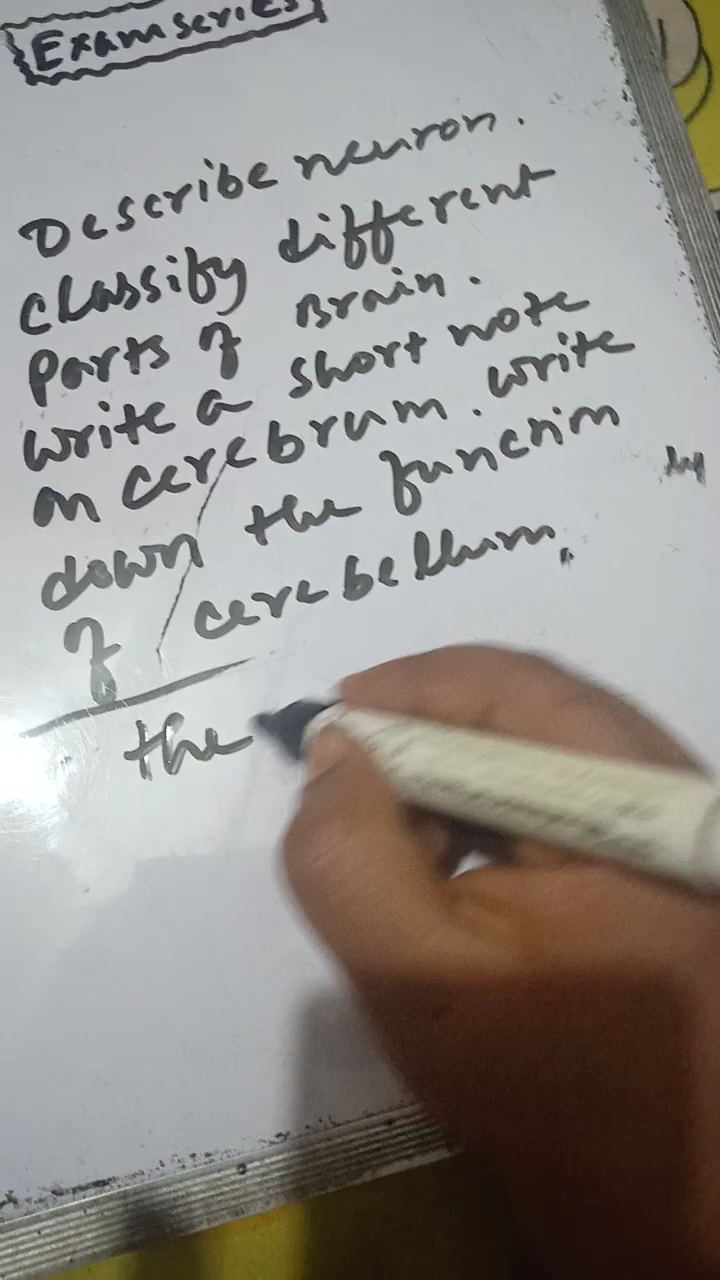 Exam series
Describe neuron.
classify different
parts of Brain.
write a short note
on cerebrum. write
down the function
of cerebellum.
the